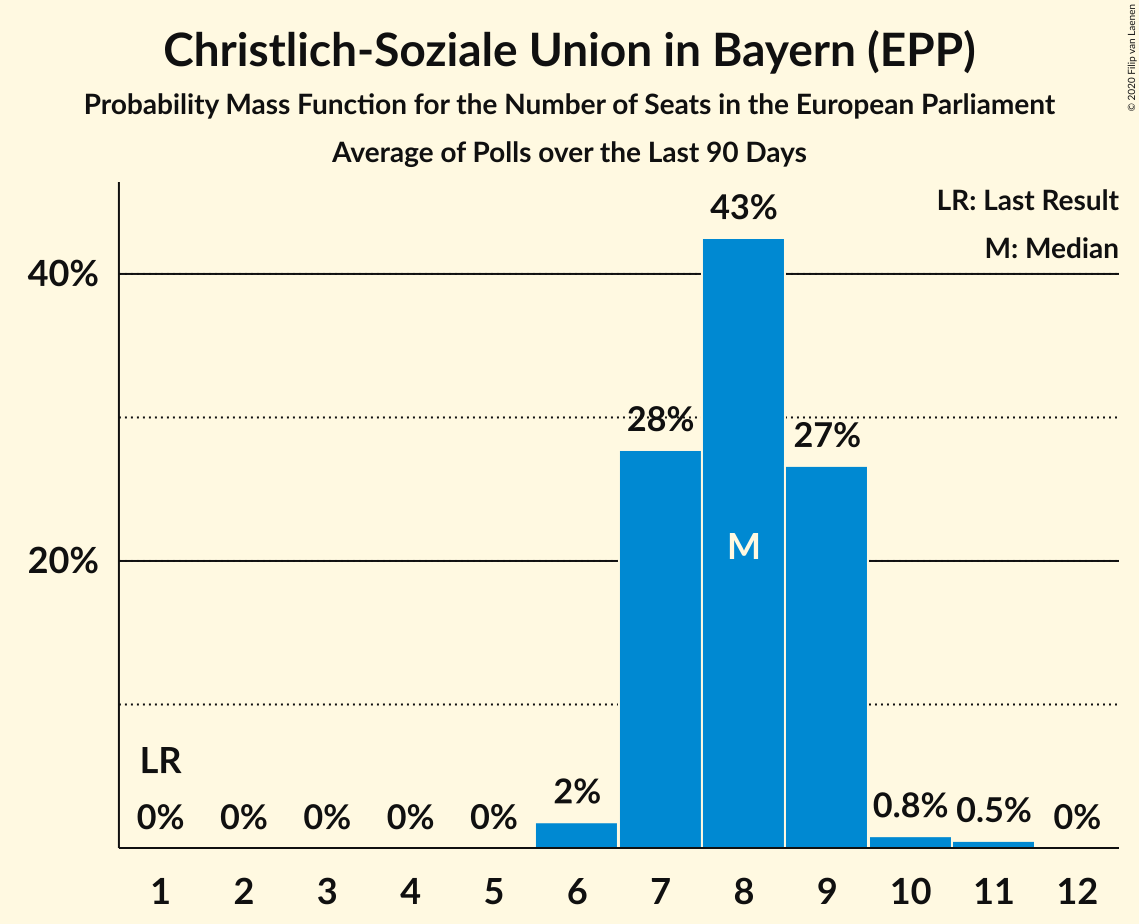 Christlich-Soziale Union in Bayern (EPP)
Probability Mass Function for the Number of Seats in the European Parliament
Average of Polls over the Last 90 Days
© 2020 Filip van Laenen
LR: Last Result
M: Median
43%
40%
28%
27%
M
20%
LR
0% 0% 0% 0% 0% 2% 0.8% 0.5% 0%
1 2 3 4 5 6 7 8 9 10 11 12